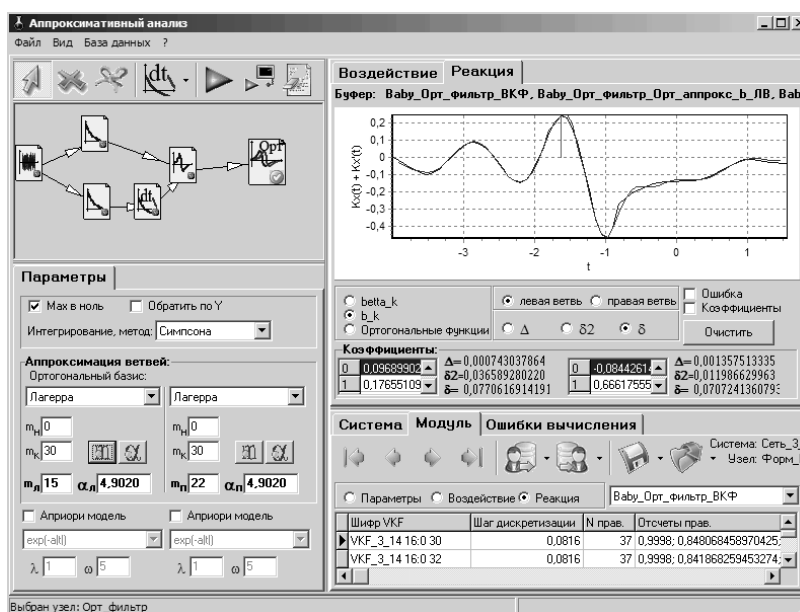 Аппроксимативный анализ
Файл Вид База данных ?
dt
Opt
dt
Параметры
Max в ноль Обратить по Y
Интегрирование, метод: Симпсона
Аппроксимация ветвей:
Ортогональный базис:
Лагерра Лагерра
mн 0 mн 0
mк 30 m α mк 30 m α
mл 15 αл 4,9020 mп 22 αп 4,9020
Априори модель Априори модель
exp(-a|t|) exp(-a|t|)
λ 1 ω 5 λ 1 ω 5
Выбран узел: Орт_фильтр
Воздействие Реакция
Буфер: Baby_Орт_фильтр_ВКФ, Baby_Орт_фильтр_Орт_аппрокс_b_ЛВ, Bab
Kx(t) + Kx'(t)
0,2
0,1
0
-0,1
-0,2
-0,3
-0,4
-3 -2 -1 0 1
t
betta_k
b_k
Ортогональные функции
левая ветвь правая ветвь
Δ δ2 δ
Ошибка
Коэффициенты
Очистить
Коэффициенты:
0 0,09689902 Δ= 0,000743037864 0 -0,08442614 Δ= 0,001357513335
δ2=0,036589280220 δ2=0,011986629963
1 0,17655109 δ= 0,0770616914191 1 0,66617555 δ= 0,070724136079
Система Модуль Ошибки вычисления
Система: Сеть_3_
Узел: Форм_
Параметры Воздействие Реакция Baby_Орт_фильтр_ВКФ
Шифр VKF Шаг дискретизации N прав. Отсчеты прав.
VKF_3_14 16:0 30 0,0816 37 0,9998; 0,848068458970425;
VKF_3_14 16:0 32 0,0816 37 0,9998; 0,841868259453274;